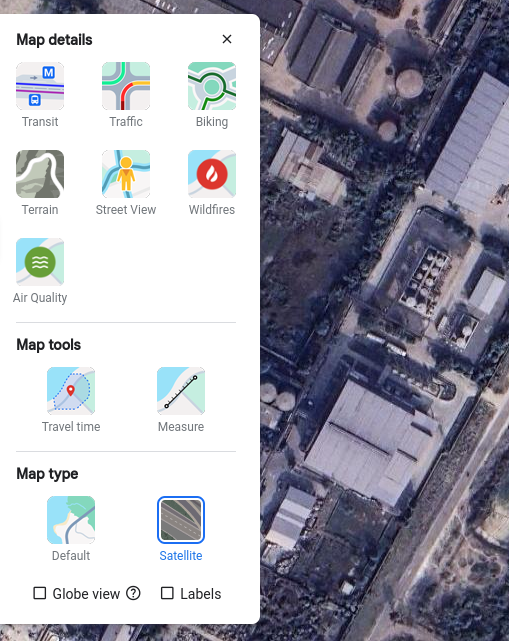 Map details
M
Transit
Traffic
Biking
Terrain
Street View
Wildfires
Air Quality
Map tools
Travel time
Measure
Map type
Default
Satellite
Globe view ?
Labels